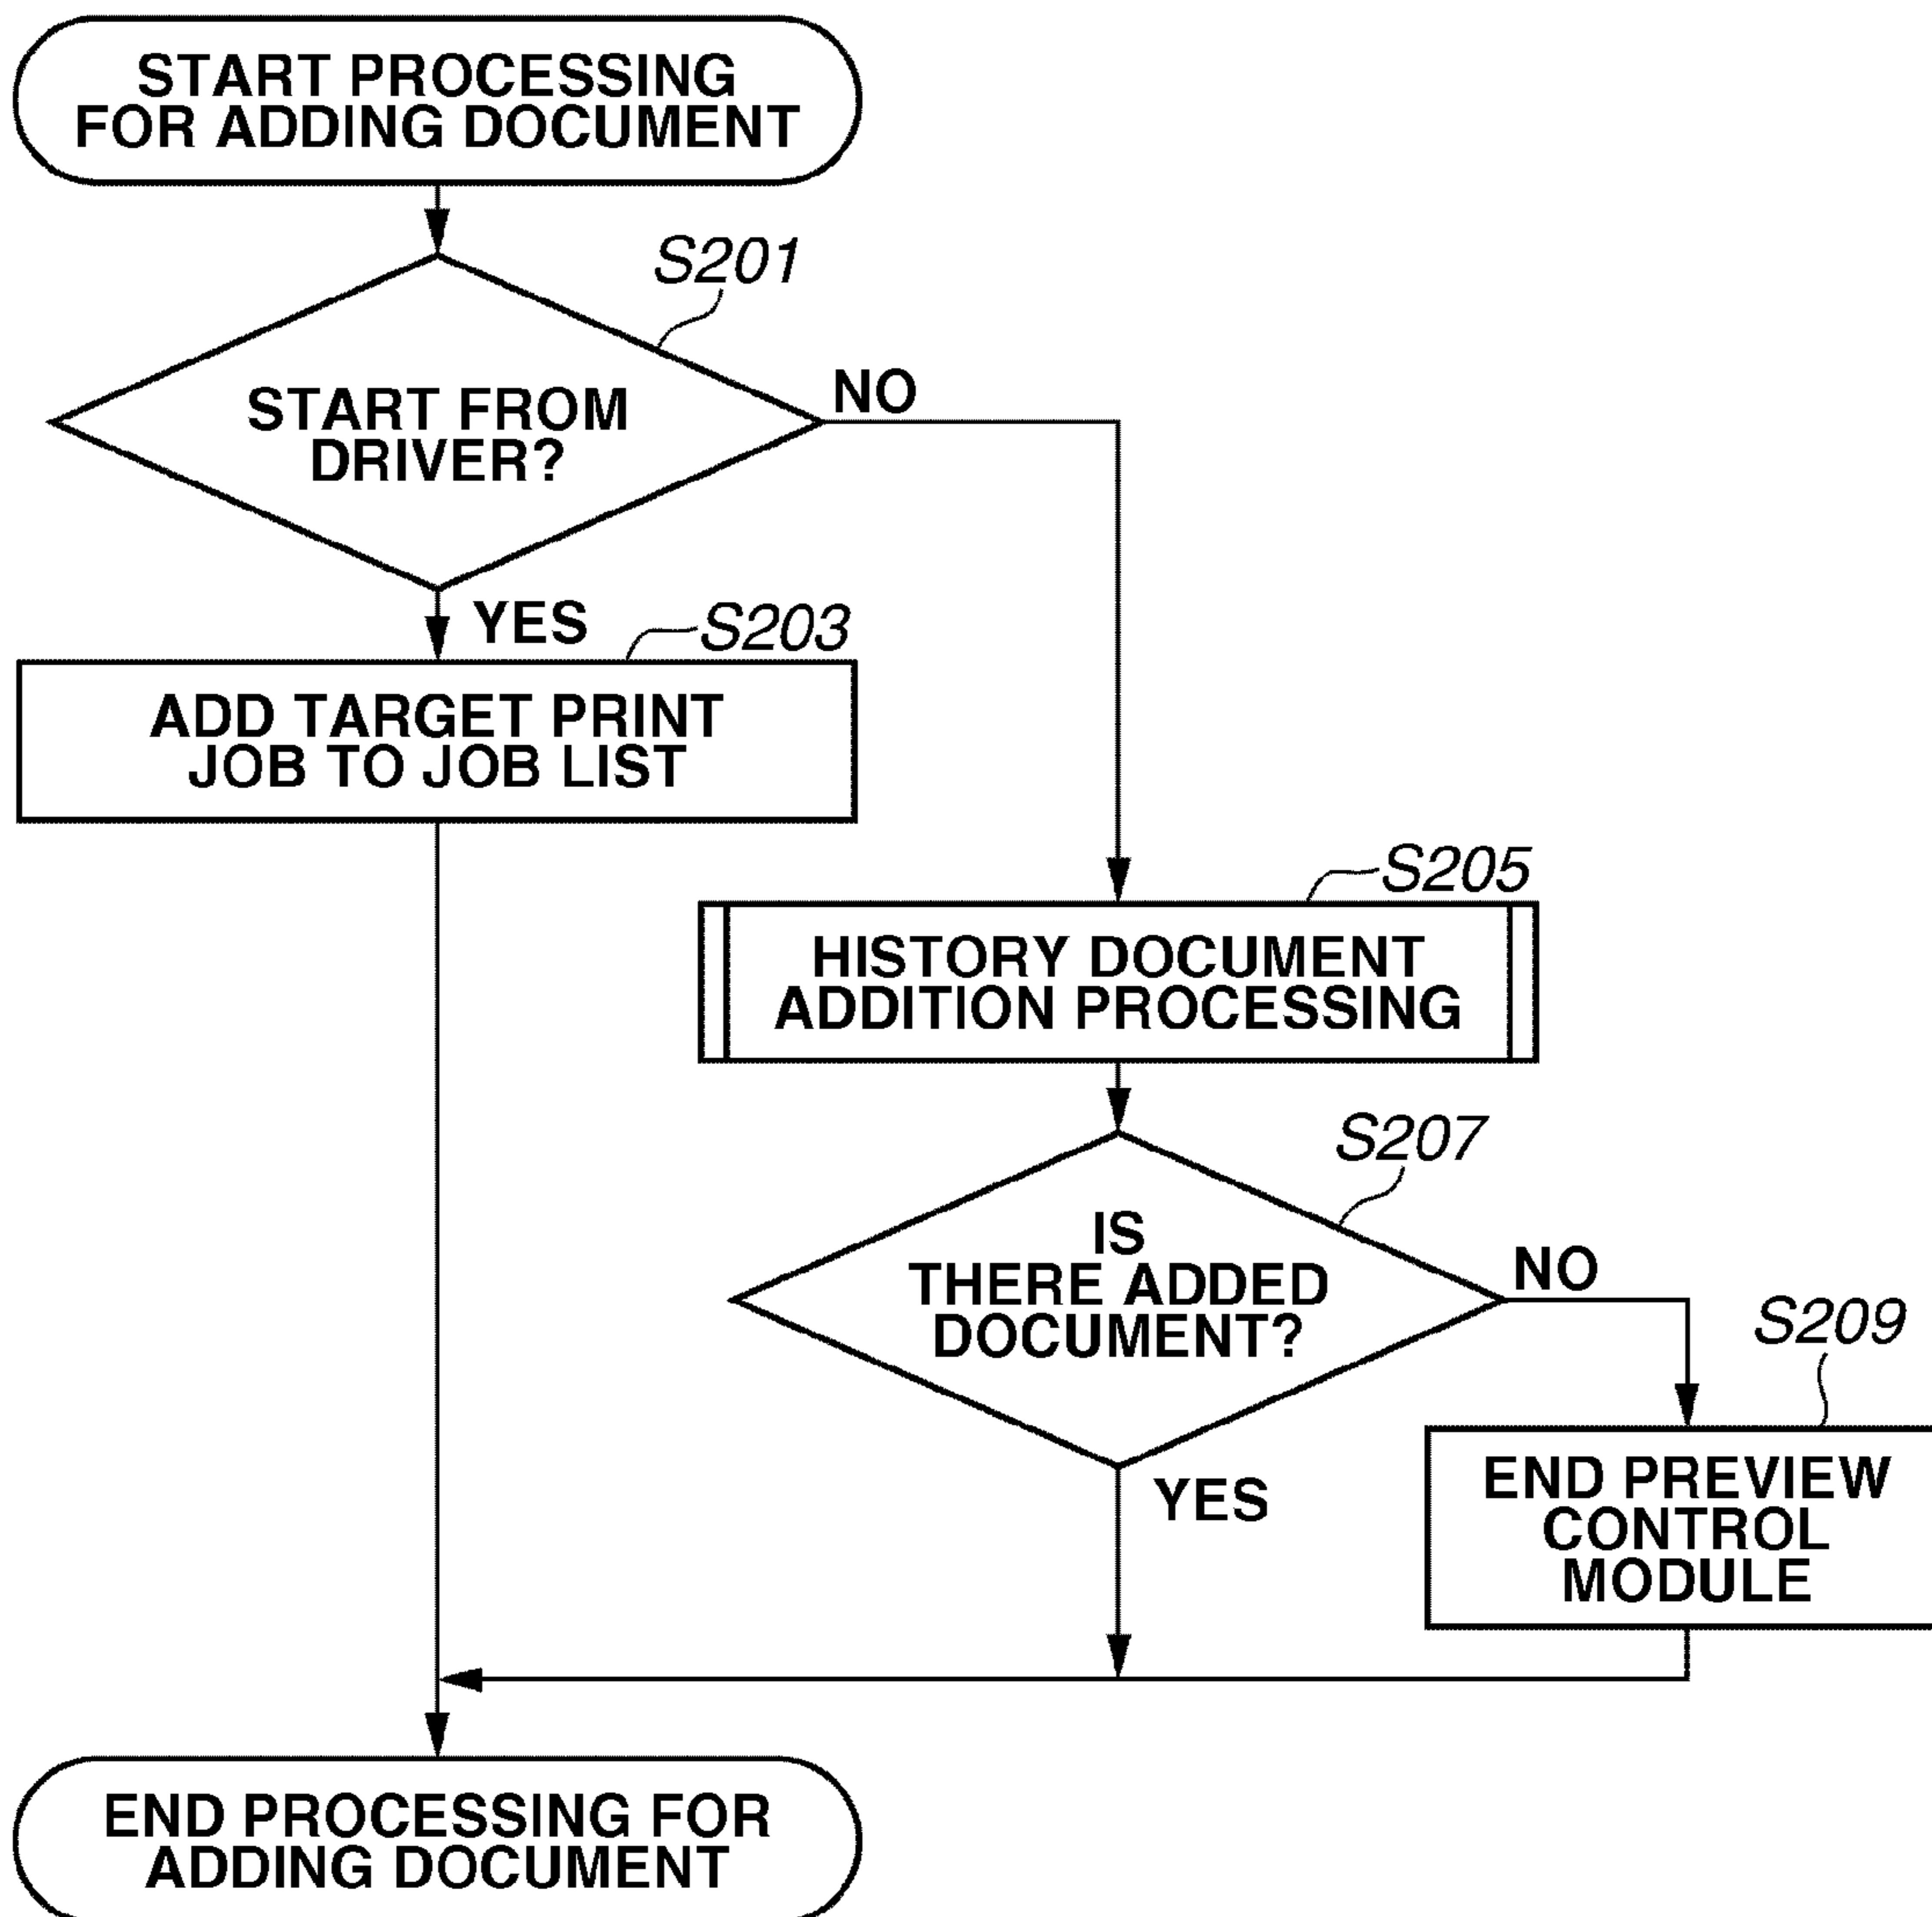 START PROCESSING
FOR ADDING DOCUMENT
S201
START FROM
DRIVER?
NO
YES
S203
ADD TARGET PRINT
JOB TO JOB LIST
S205
HISTORY DOCUMENT
ADDITION PROCESSING
S207
IS
THERE ADDED
DOCUMENT?
NO
S209
YES
END PREVIEW
CONTROL
MODULE
END PROCESSING FOR
ADDING DOCUMENT